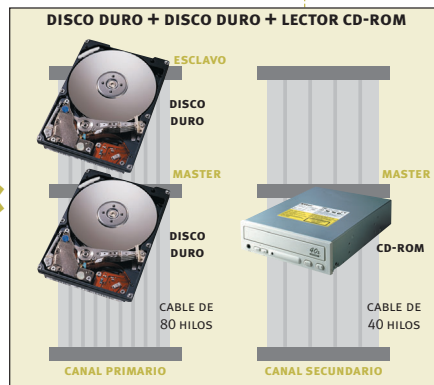 DISCO DURO + DISCO DURO + LECTOR CD-ROM
ESCLAVO
DISCO
DURO
MASTER
DISCO
DURO
CABLE DE
80 HILOS
CANAL PRIMARIO
MASTER
CD-ROM
CABLE DE
40 HILOS
CANAL SECUNDARIO